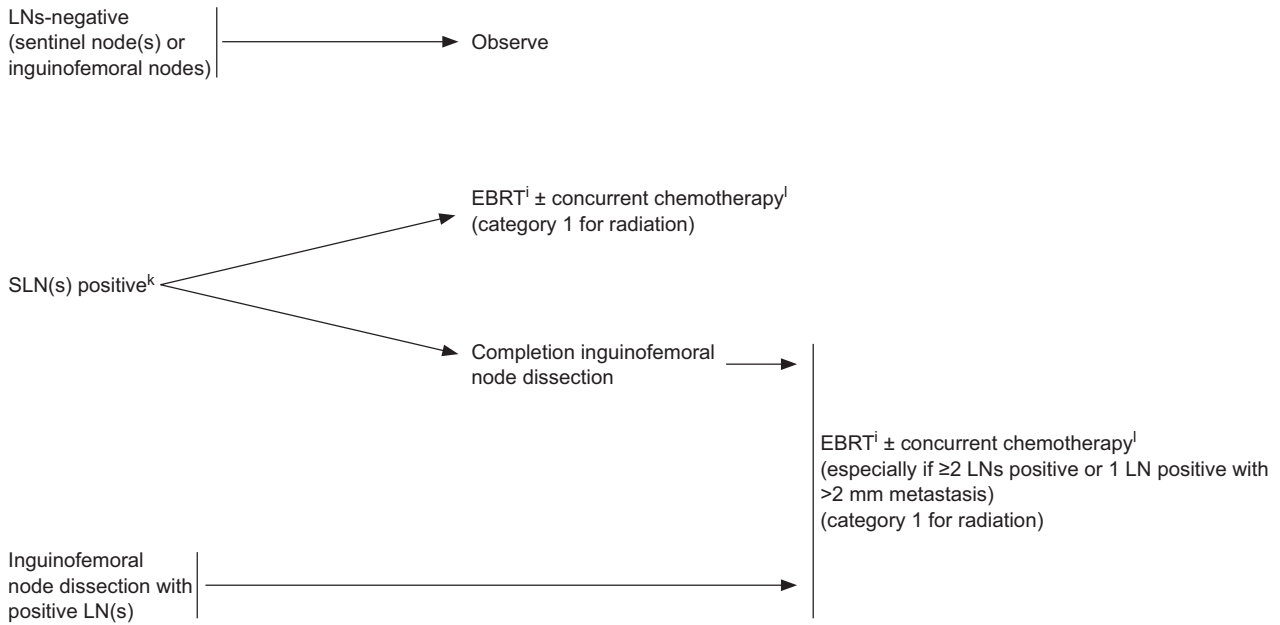 LNs-negative
(sentinel node(s) or
inguinofemoral nodes)
Observe
EBRTⁱ ± concurrent chemotherapyˡ
(category 1 for radiation)
SLN(s) positiveᵏ
Completion inguinofemoral
node dissection
EBRTⁱ ± concurrent chemotherapyˡ
(especially if ≥2 LNs positive or 1 LN positive with
>2 mm metastasis)
(category 1 for radiation)
Inguinofemoral
node dissection with
positive LN(s)